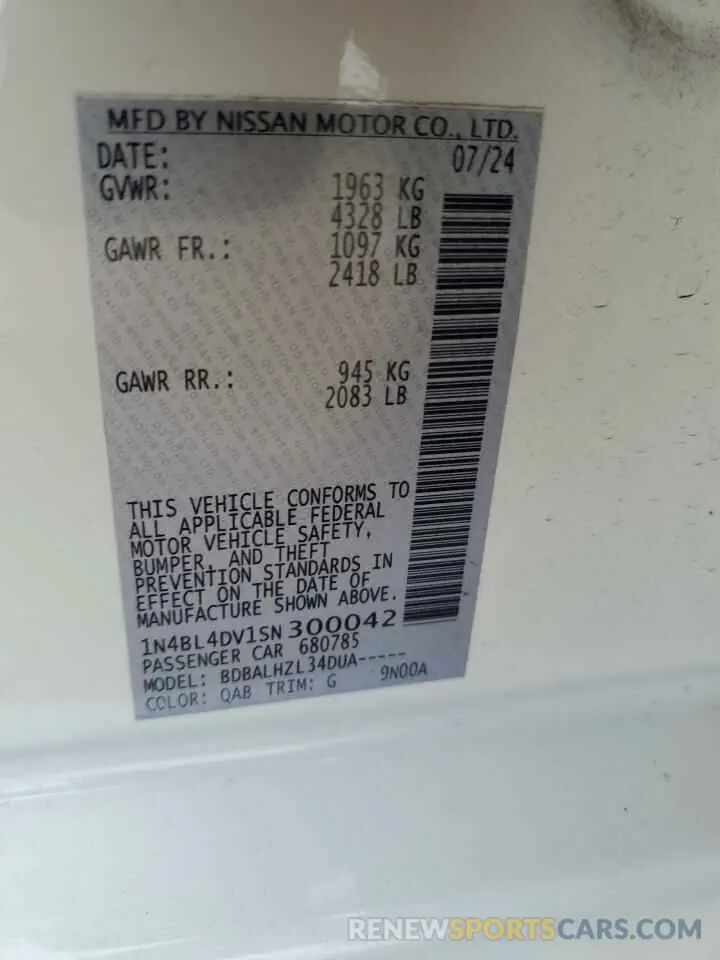 MFD BY NISSAN MOTOR CO., LTD.
DATE: 07/24
GVWR: 1963 KG
4328 LB
GAWR FR.: 1097 KG
2418 LB
GAWR RR.: 945 KG
2083 LB
THIS VEHICLE CONFORMS TO
ALL APPLICABLE FEDERAL
MOTOR VEHICLE SAFETY,
BUMPER, AND THEFT
PREVENTION STANDARDS IN
EFFECT ON THE DATE OF
MANUFACTURE SHOWN ABOVE.
1N4BL4DV1SN300042
PASSENGER CAR 680785
MODEL: BDBALHZL34DUA-----
COLOR: QAB TRIM: G 9N00A
RENEWSPORTSCARS.COM